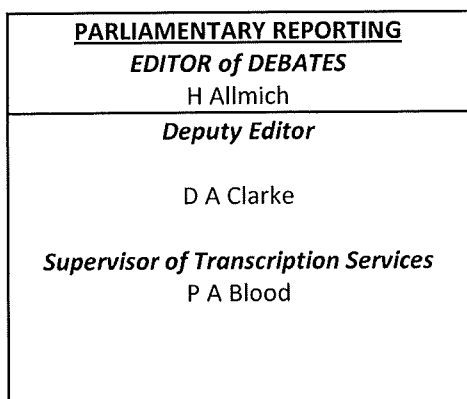 PARLIAMENTARY REPORTING
EDITOR of DEBATES
H Allmich
Deputy Editor
D A Clarke
Supervisor of Transcription Services
P A Blood